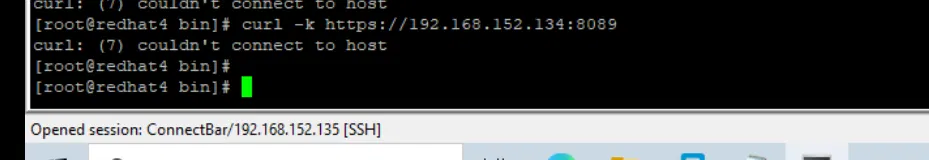 curl: (7) couldn't connect to host
[root@redhat4 bin]# curl -k https://192.168.152.134:8089
curl: (7) couldn't connect to host
[root@redhat4 bin]#
[root@redhat4 bin]#
Opened session: ConnectBar/192.168.152.135 [SSH]